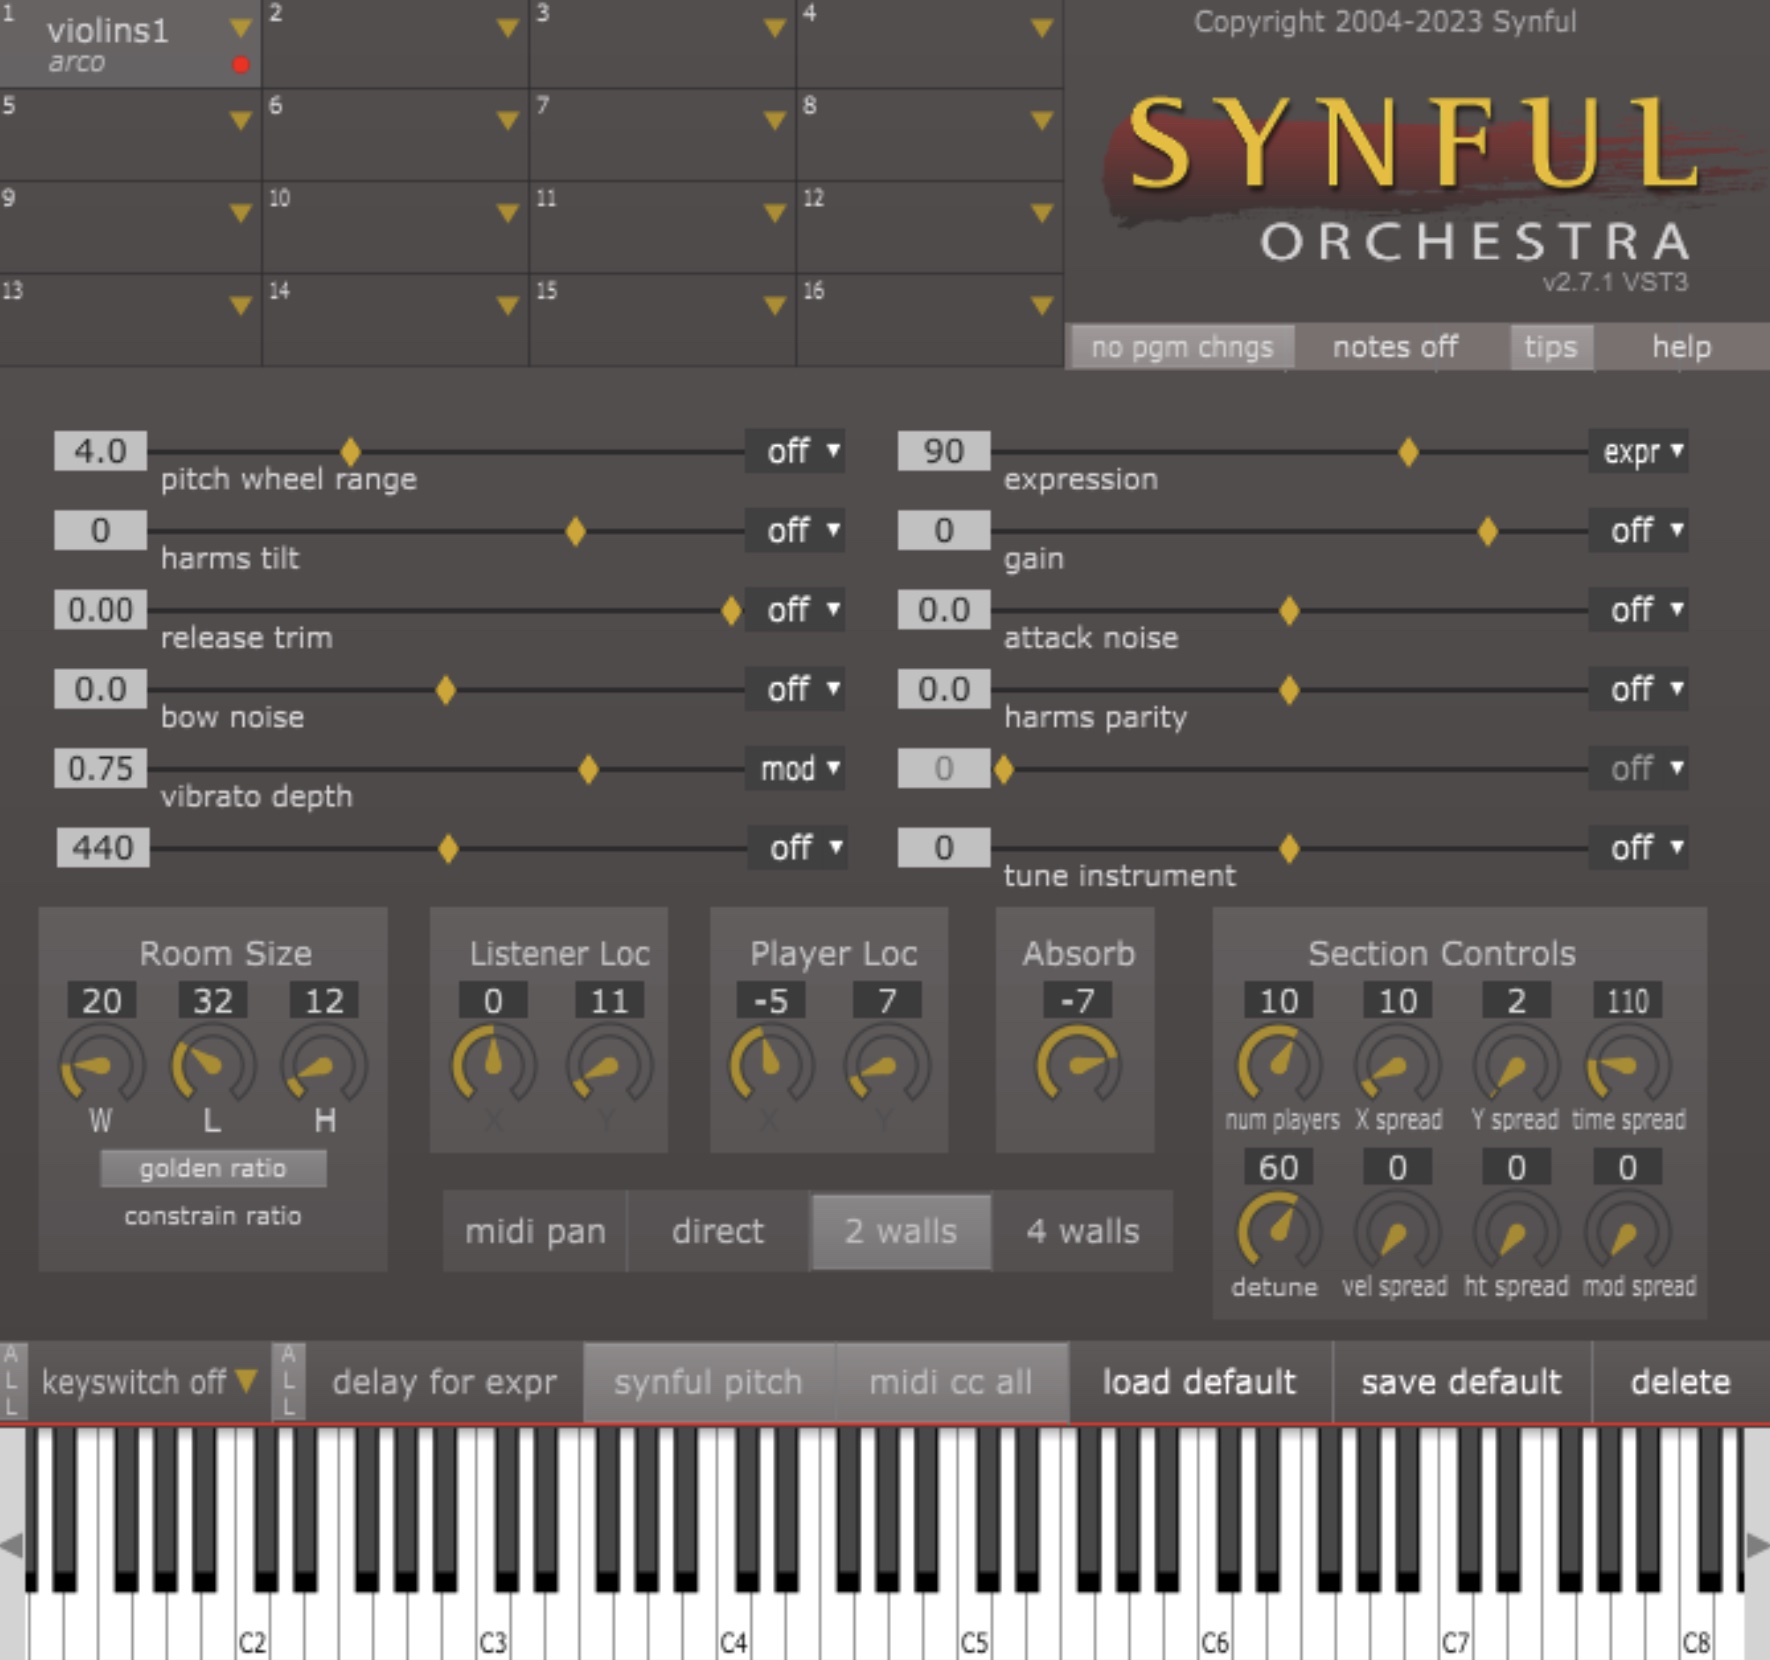 1 violins1 2 3 4
arco
5 6 7 8
9 10 11 12
13 14 15 16
Copyright 2004-2023 Synful
SYNFUL
ORCHESTRA
v2.7.1 VST3
no pgm chngs notes off tips help
4.0 off 90 expr
pitch wheel range expression
0 off 0 off
harms tilt gain
0.00 off 0.0 off
release trim attack noise
0.0 off 0.0 off
bow noise harms parity
0.75 mod 0 off
vibrato depth
440 off 0 off
tune instrument
Room Size
20 32 12
W L H
golden ratio
constrain ratio
Listener Loc
0 11
X Y
Player Loc
-5 7
X Y
Absorb
-7
midi pan direct 2 walls 4 walls
Section Controls
10 10 2 110
num players X spread Y spread time spread
60 0 0 0
detune vel spread ht spread mod spread
ALL keyswitch off ALL delay for expr synful pitch midi cc all load default save default delete
C2 C3 C4 C5 C6 C7 C8